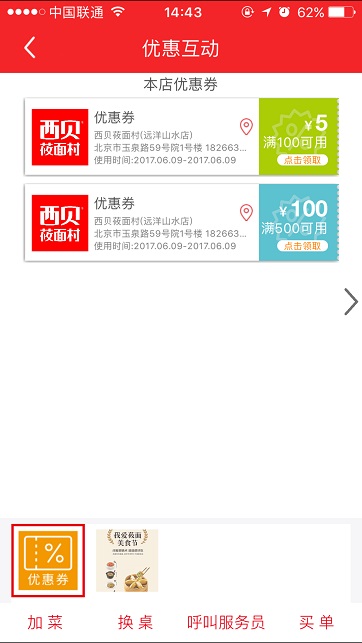 中国联通
14:43
62%
优惠互动
本店优惠券
西贝
莜面村
优惠券
西贝莜面村(远洋山水店)
北京市玉泉路59号院1号楼 182663...
使用时间:2017.06.09-2017.06.09
¥5
满100可用
点击领取
西贝
莜面村
优惠券
西贝莜面村(远洋山水店)
北京市玉泉路59号院1号楼 182663...
使用时间:2017.06.09-2017.06.09
¥100
满500可用
点击领取
%
优惠券
我爱莜面
美食节
加菜
换桌
呼叫服务员
买单